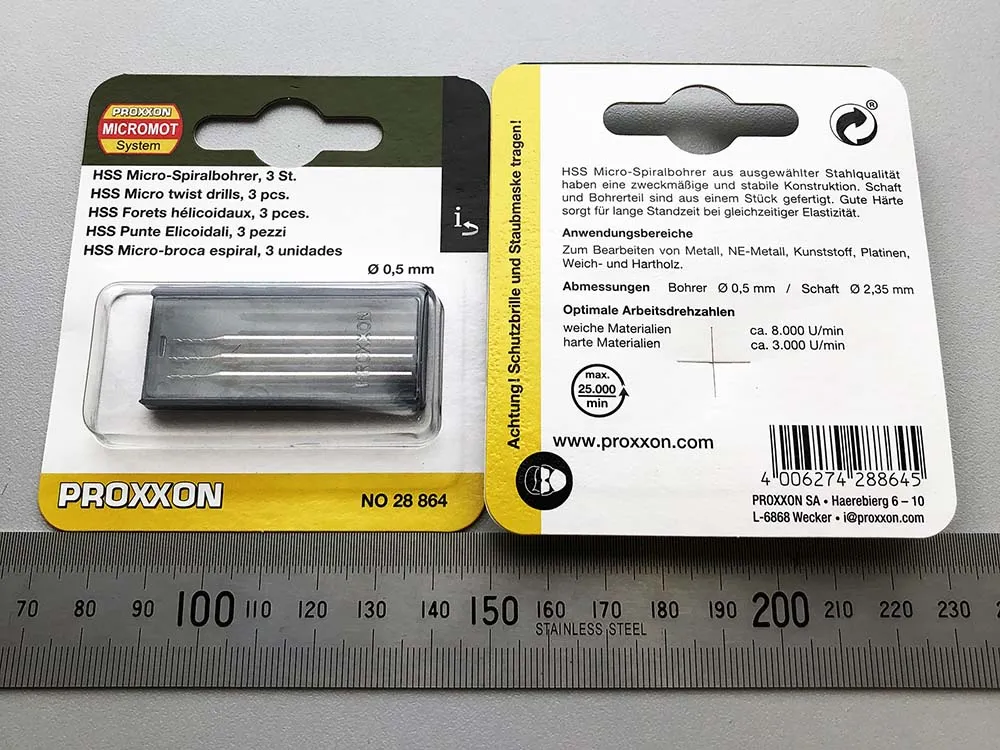 PROXXON
MICROMOT
System
HSS Micro-Spiralbohrer, 3 St.
HSS Micro twist drills, 3 pcs.
HSS Forets hélicoidaux, 3 pces.
HSS Punte Elicoidali, 3 pezzi
HSS Micro-broca espiral, 3 unidades
i
Ø 0,5 mm
PROXXON
PROXXON
NO 28 864
Achtung! Schutzbrille und Staubmaske tragen!
®
HSS Micro-Spiralbohrer aus ausgewählter Stahlqualität
haben eine zweckmäßige und stabile Konstruktion. Schaft
und Bohrerteil sind aus einem Stück gefertigt. Gute Härte
sorgt für lange Standzeit bei gleichzeitiger Elastizität.
Anwendungsbereiche
Zum Bearbeiten von Metall, NE-Metall, Kunststoff, Platinen,
Weich- und Hartholz.
Abmessungen Bohrer Ø 0,5 mm / Schaft Ø 2,35 mm
Optimale Arbeitsdrehzahlen
weiche Materialien ca. 8.000 U/min
harte Materialien ca. 3.000 U/min
max.
25.000
min
www.proxxon.com
4 006274 288645
PROXXON SA • Haerebierg 6 – 10
L-6868 Wecker • i@proxxon.com
70 80 90 100 110 120 130 140 150 160 170 180 190 200 210 220 230
STAINLESS STEEL